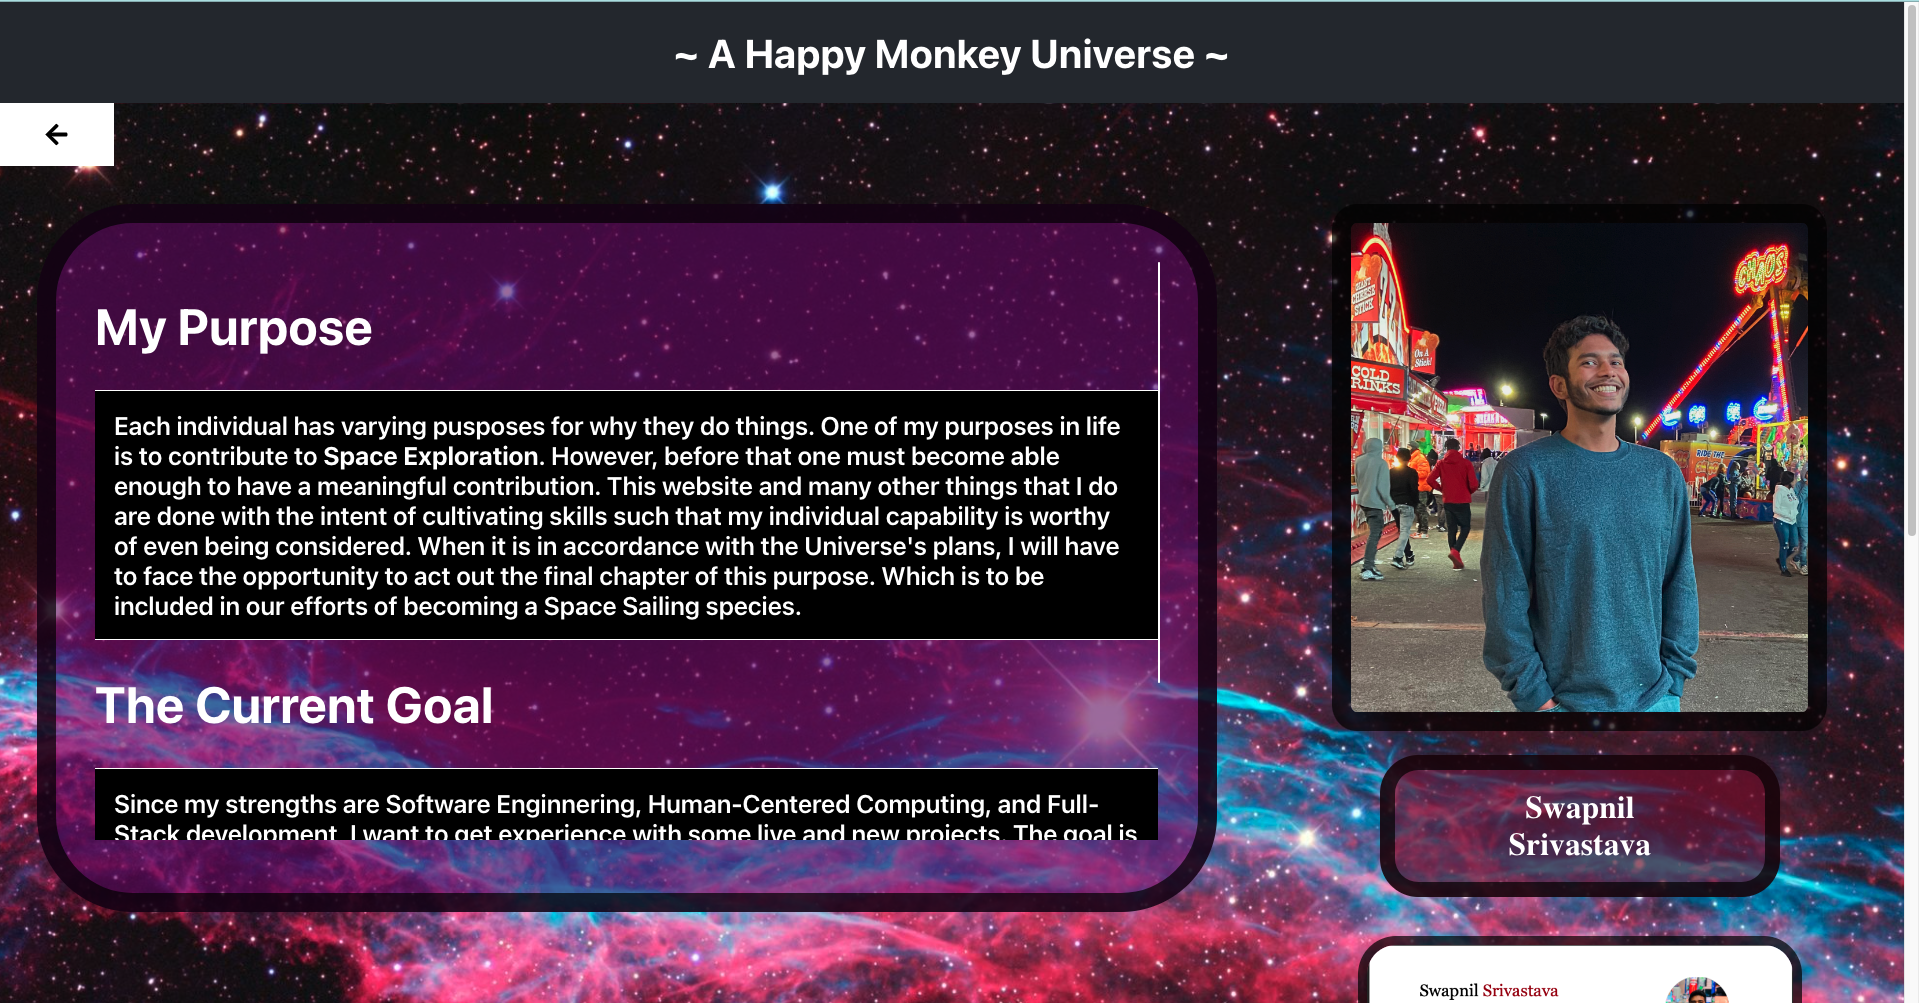 ~ A Happy Monkey Universe ~
My Purpose
Each individual has varying pusposes for why they do things. One of my purposes in life
is to contribute to Space Exploration. However, before that one must become able
enough to have a meaningful contribution. This website and many other things that I do
are done with the intent of cultivating skills such that my individual capability is worthy
of even being considered. When it is in accordance with the Universe's plans, I will have
to face the opportunity to act out the final chapter of this purpose. Which is to be
included in our efforts of becoming a Space Sailing species.
The Current Goal
Since my strengths are Software Enginnering, Human-Centered Computing, and Full-
Stack development, I want to get experience with some live and new projects. The goal is
CHAOS
GIANT
CHEESE
STICK
On A
Stick!
COLD
RINKS
RIDE THE
Swapnil
Srivastava
Swapnil Srivastava